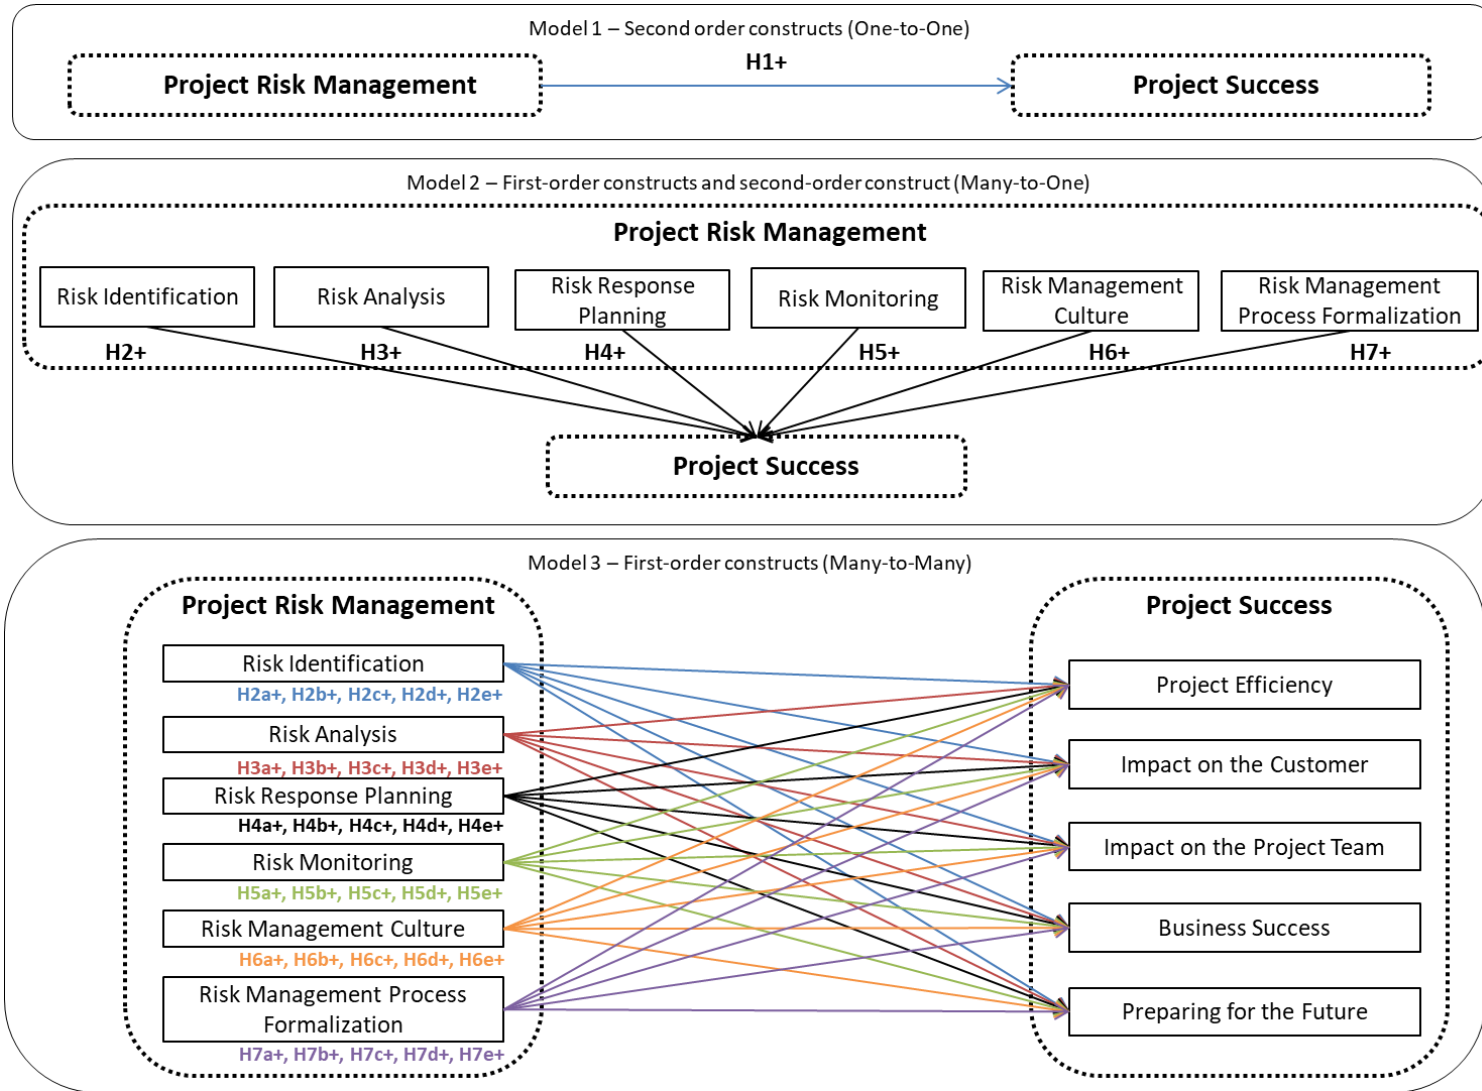 Model 1 – Second order constructs (One-to-One)
H1+
Project Risk Management
Project Success
Model 2 – First-order constructs and second-order construct (Many-to-One)
Project Risk Management
Risk Identification
Risk Analysis
Risk Response
Planning
Risk Monitoring
Risk Management
Culture
Risk Management
Process Formalization
H2+
H3+
H4+
H5+
H6+
H7+
Project Success
Model 3 – First-order constructs (Many-to-Many)
Project Risk Management
Risk Identification
H2a+, H2b+, H2c+, H2d+, H2e+
Risk Analysis
H3a+, H3b+, H3c+, H3d+, H3e+
Risk Response Planning
H4a+, H4b+, H4c+, H4d+, H4e+
Risk Monitoring
H5a+, H5b+, H5c+, H5d+, H5e+
Risk Management Culture
H6a+, H6b+, H6c+, H6d+, H6e+
Risk Management Process
Formalization
H7a+, H7b+, H7c+, H7d+, H7e+
Project Success
Project Efficiency
Impact on the Customer
Impact on the Project Team
Business Success
Preparing for the Future